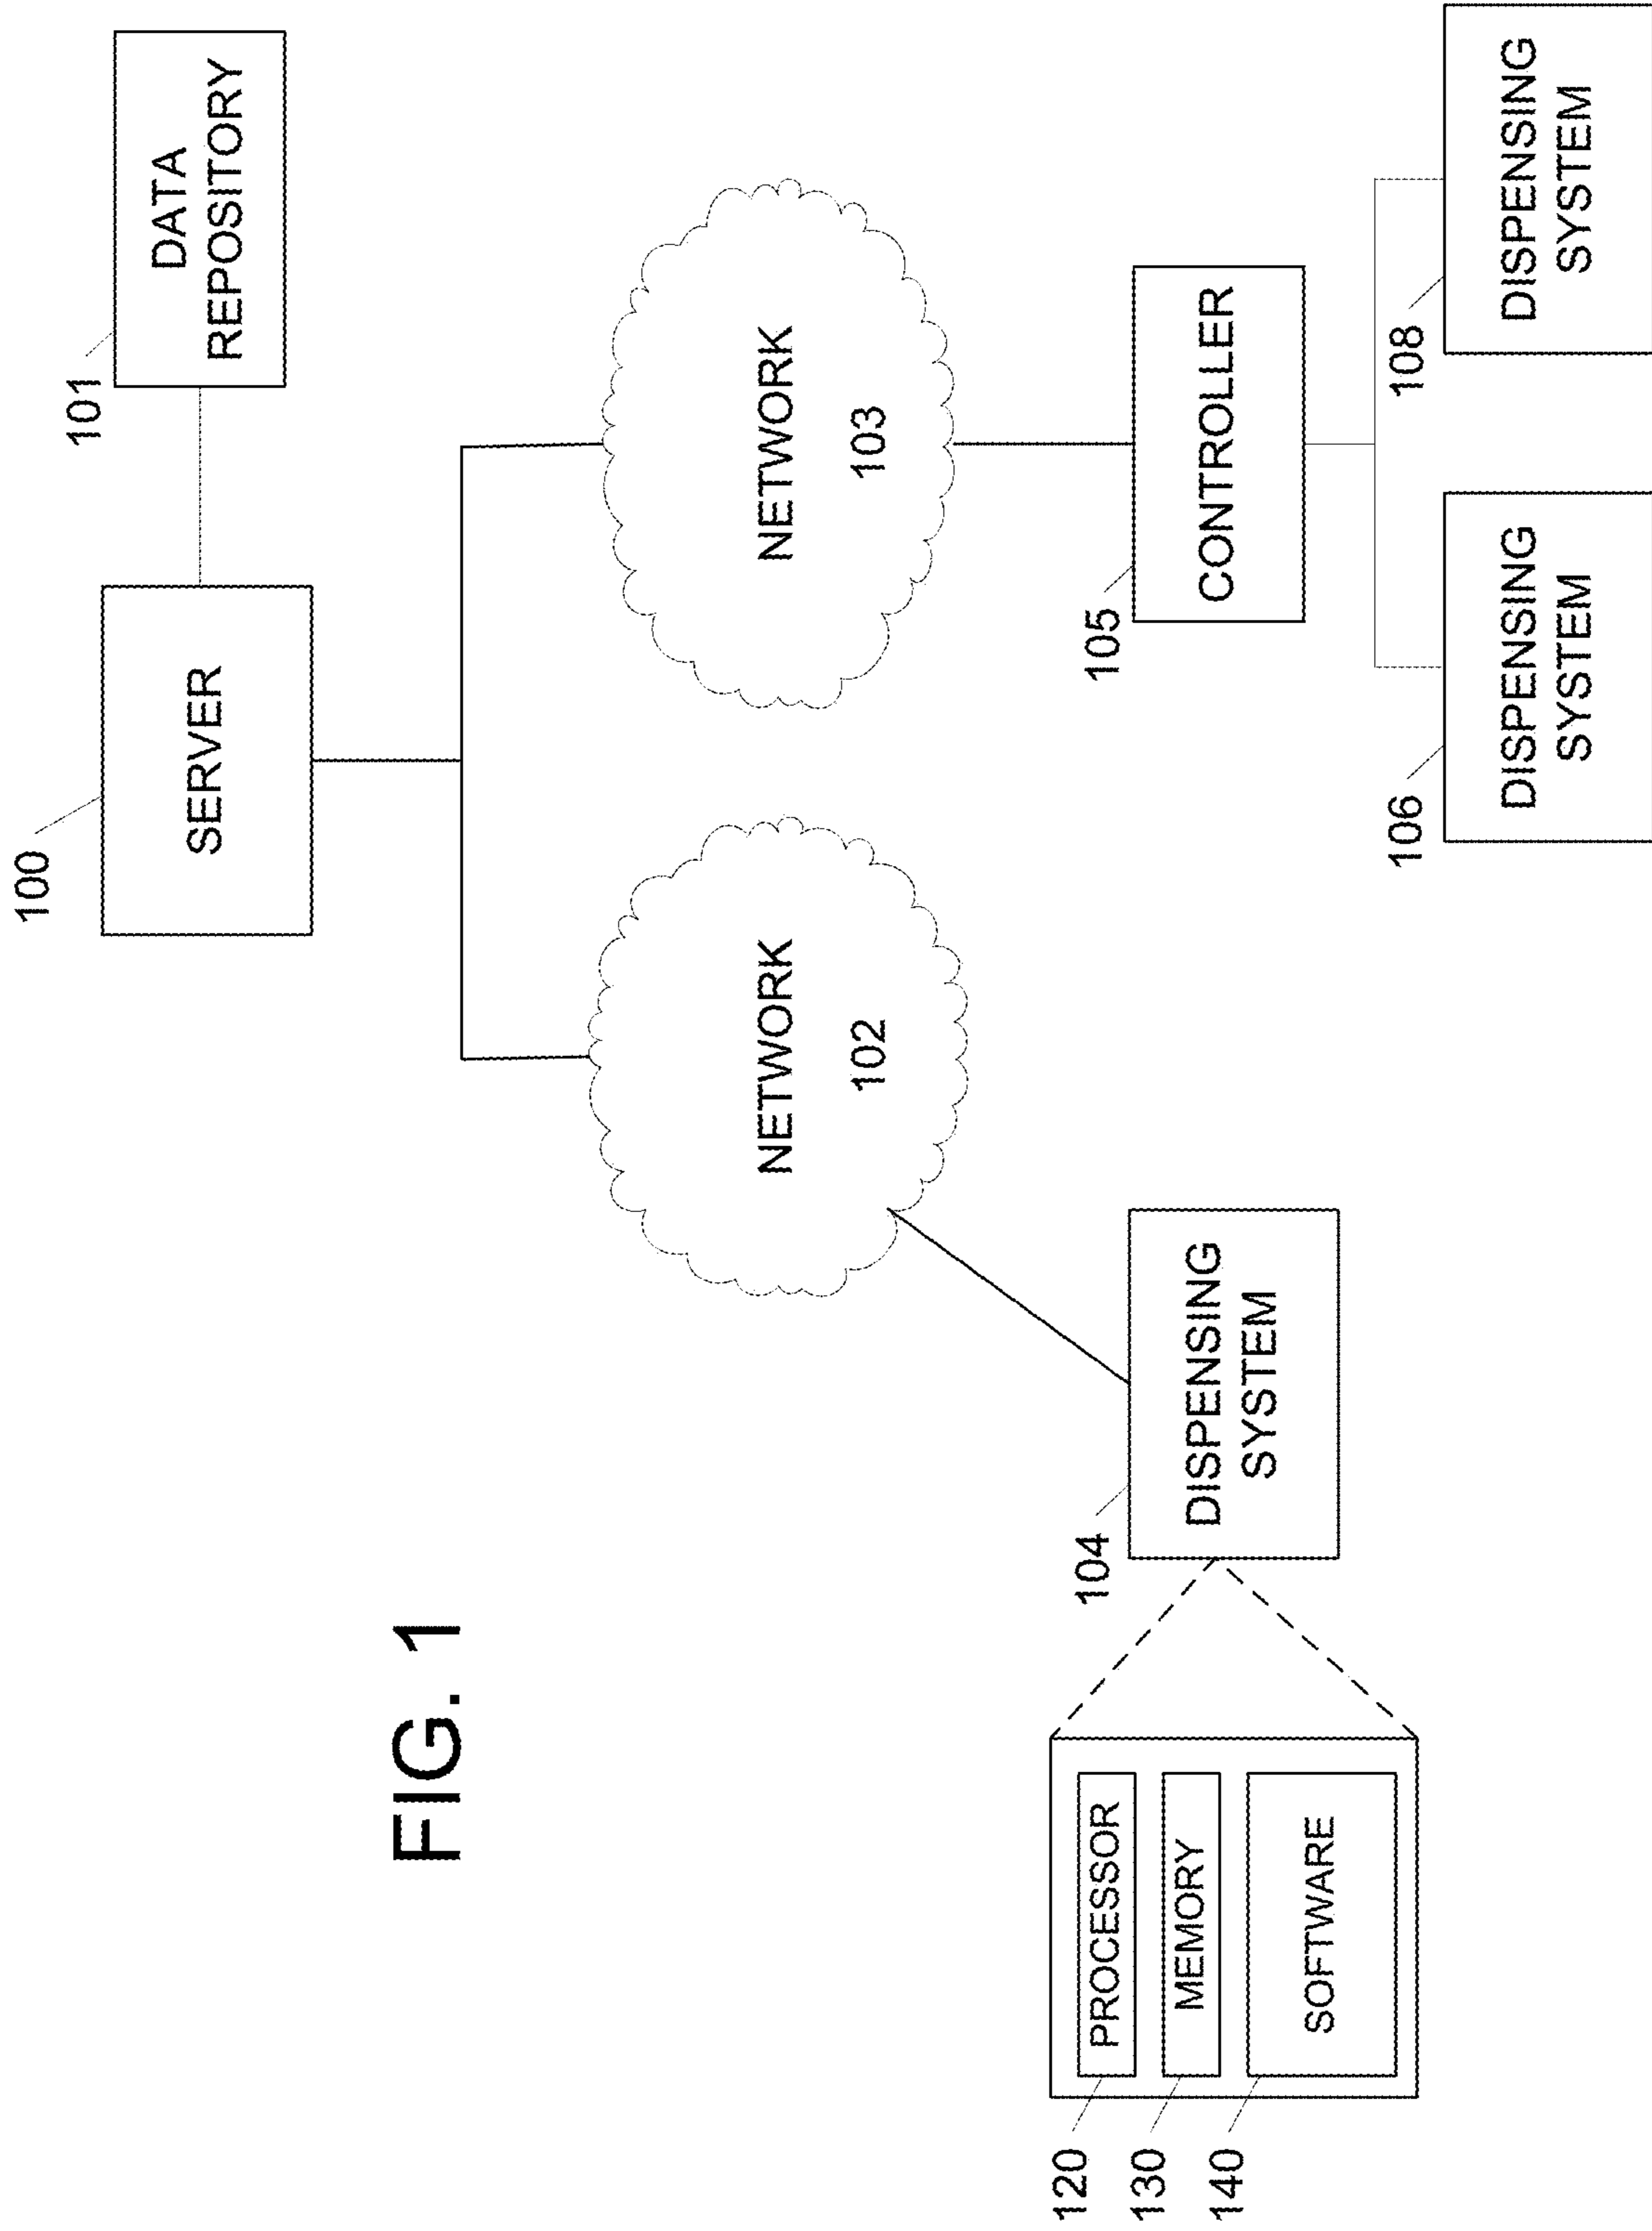 FIG. 1
100
SERVER
101
DATA
REPOSITORY
NETWORK
102
NETWORK
103
104
DISPENSING
SYSTEM
105
CONTROLLER
120
PROCESSOR
130
MEMORY
140
SOFTWARE
106
DISPENSING
SYSTEM
108
DISPENSING
SYSTEM